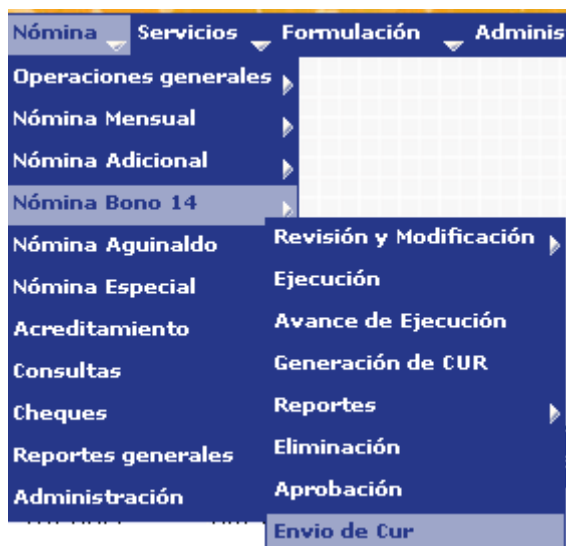 Nómina Servicios Formulación Adminis
Operaciones generales
Nómina Mensual
Nómina Adicional
Nómina Bono 14
Nómina Aguinaldo
Nómina Especial
Acreditamiento
Consultas
Cheques
Reportes generales
Administración
Revisión y Modificación
Ejecución
Avance de Ejecución
Generación de CUR
Reportes
Eliminación
Aprobación
Envio de Cur